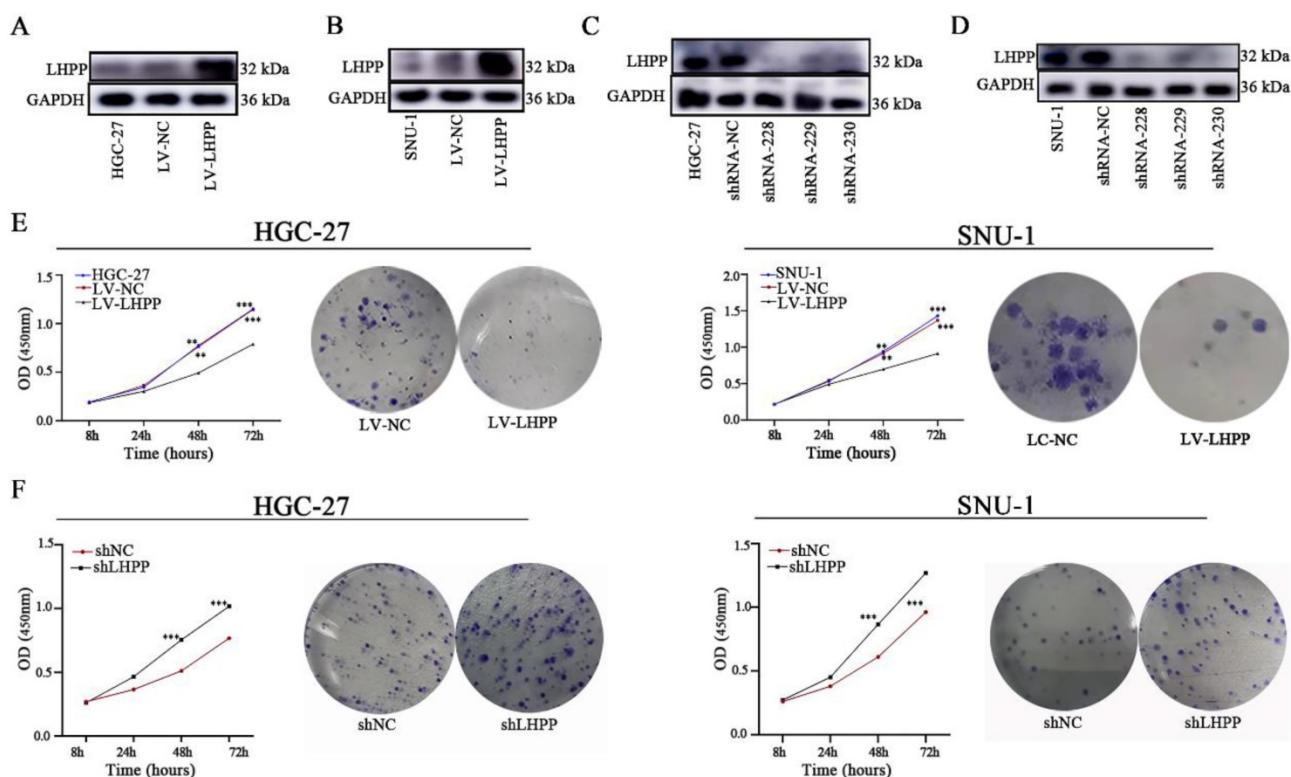 A
B
C
D
LHPP
32 kDa
GAPDH
36 kDa
HGC-27
LV-NC
LV-LHPP
LHPP
32 kDa
GAPDH
36 kDa
SNU-1
LV-NC
LV-LHPP
LHPP
32 kDa
GAPDH
36 kDa
HGC-27
shRNA-NC
shRNA-228
shRNA-229
shRNA-230
LHPP
32 kDa
GAPDH
36 kDa
SNU-1
shRNA-NC
shRNA-228
shRNA-229
shRNA-230
E
HGC-27
OD (450nm)
1.5
1.0
0.5
0.0
HGC-27
LV-NC
LV-LHPP
***
***
**
**
8h 24h 48h 72h
Time (hours)
LV-NC
LV-LHPP
SNU-1
OD (450nm)
2.0
1.5
1.0
0.5
0.0
SNU-1
LV-NC
LV-LHPP
***
***
**
**
8h 24h 48h 72h
Time (hours)
LC-NC
LV-LHPP
F
HGC-27
OD (450nm)
1.5
1.0
0.5
0.0
shNC
shLHPP
***
***
8h 24h 48h 72h
Time (hours)
shNC
shLHPP
SNU-1
OD (450nm)
1.5
1.0
0.5
0.0
shNC
shLHPP
***
***
8h 24h 48h 72h
Time (hours)
shNC
shLHPP